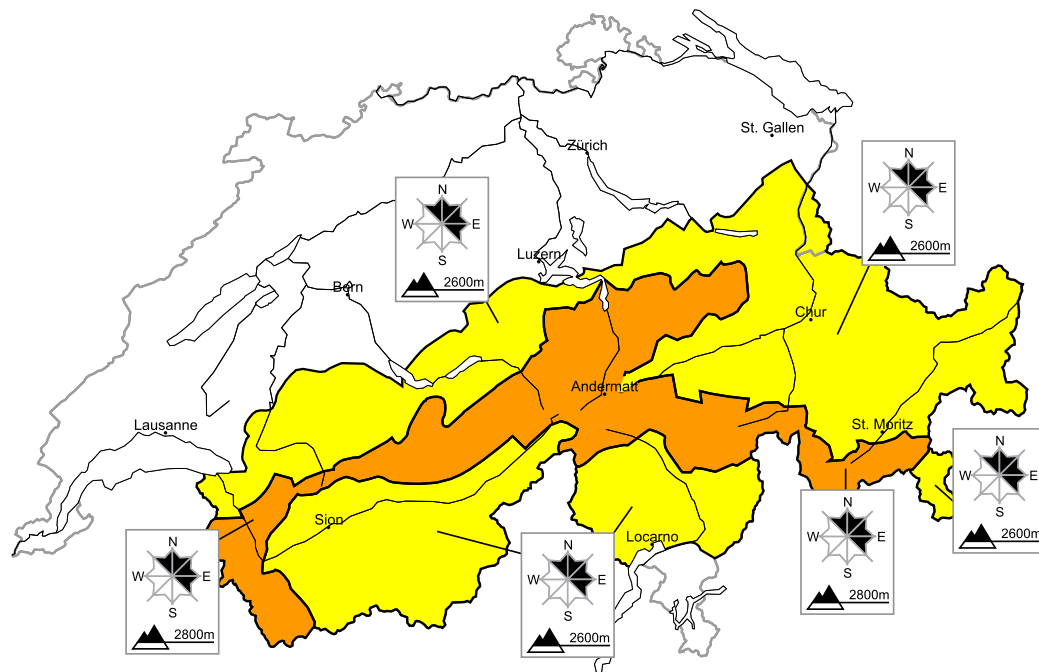 St. Gallen
Zürich
N
W E
S
2600m
N
W E
S
2600m
Luzern
Bern
Chur
Andermatt
Lausanne
St. Moritz
N
W E
S
2600m
Sion
Locarno
N
W E
S
2800m
N
W E
S
2600m
N
W E
S
2800m